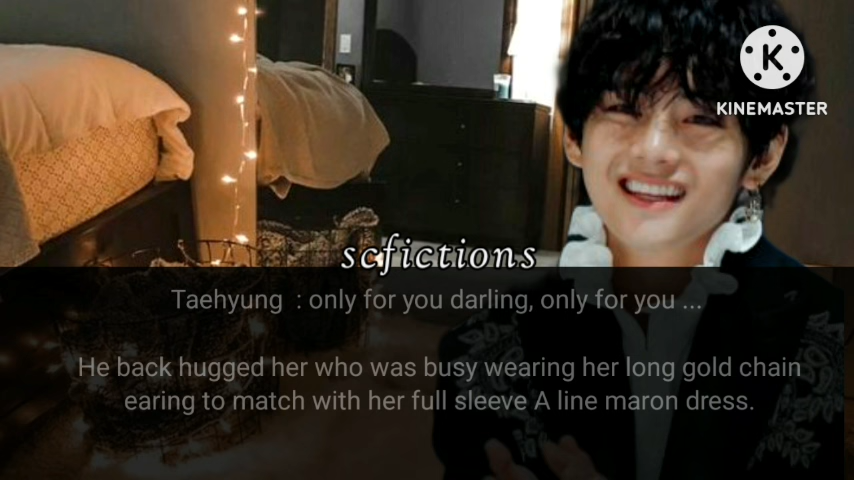 KINEMASTER
scfictions
Taehyung : only for you darling, only for you ...
He back hugged her who was busy wearing her long gold chain
earing to match with her full sleeve A line maron dress.